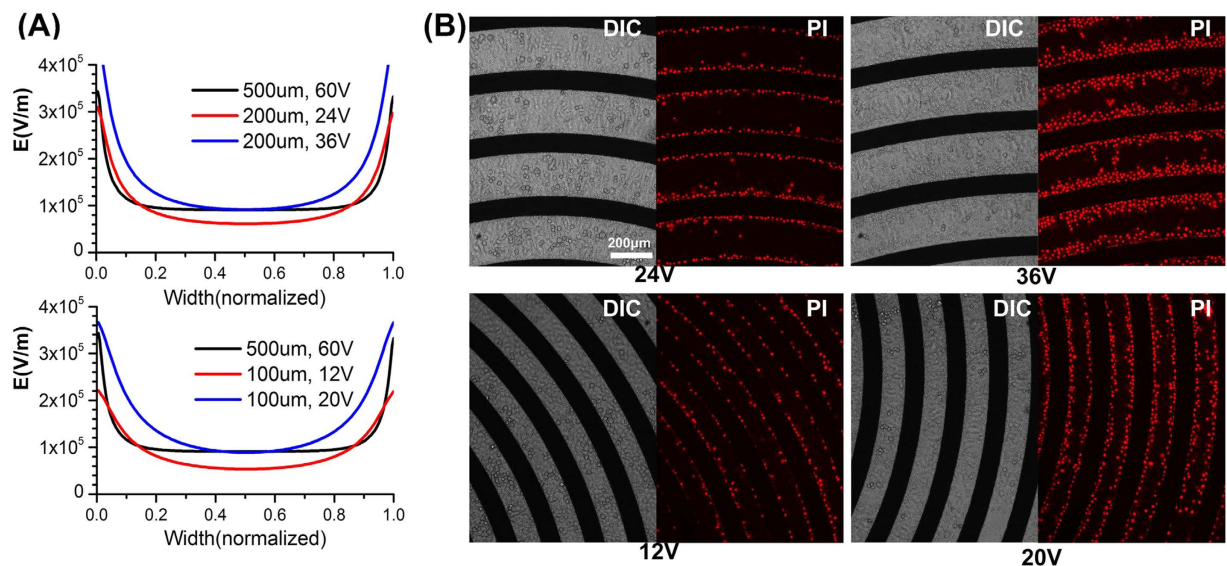 (A)
4x10⁵
3x10⁵
2x10⁵
1x10⁵
0
E(V/m)
500um, 60V
200um, 24V
200um, 36V
0.0 0.2 0.4 0.6 0.8 1.0
Width(normalized)
4x10⁵
3x10⁵
2x10⁵
1x10⁵
0
E(V/m)
500um, 60V
100um, 12V
100um, 20V
0.0 0.2 0.4 0.6 0.8 1.0
Width(normalized)
(B)
DIC PI
200μm
24V
DIC PI
36V
DIC PI
12V
DIC PI
20V